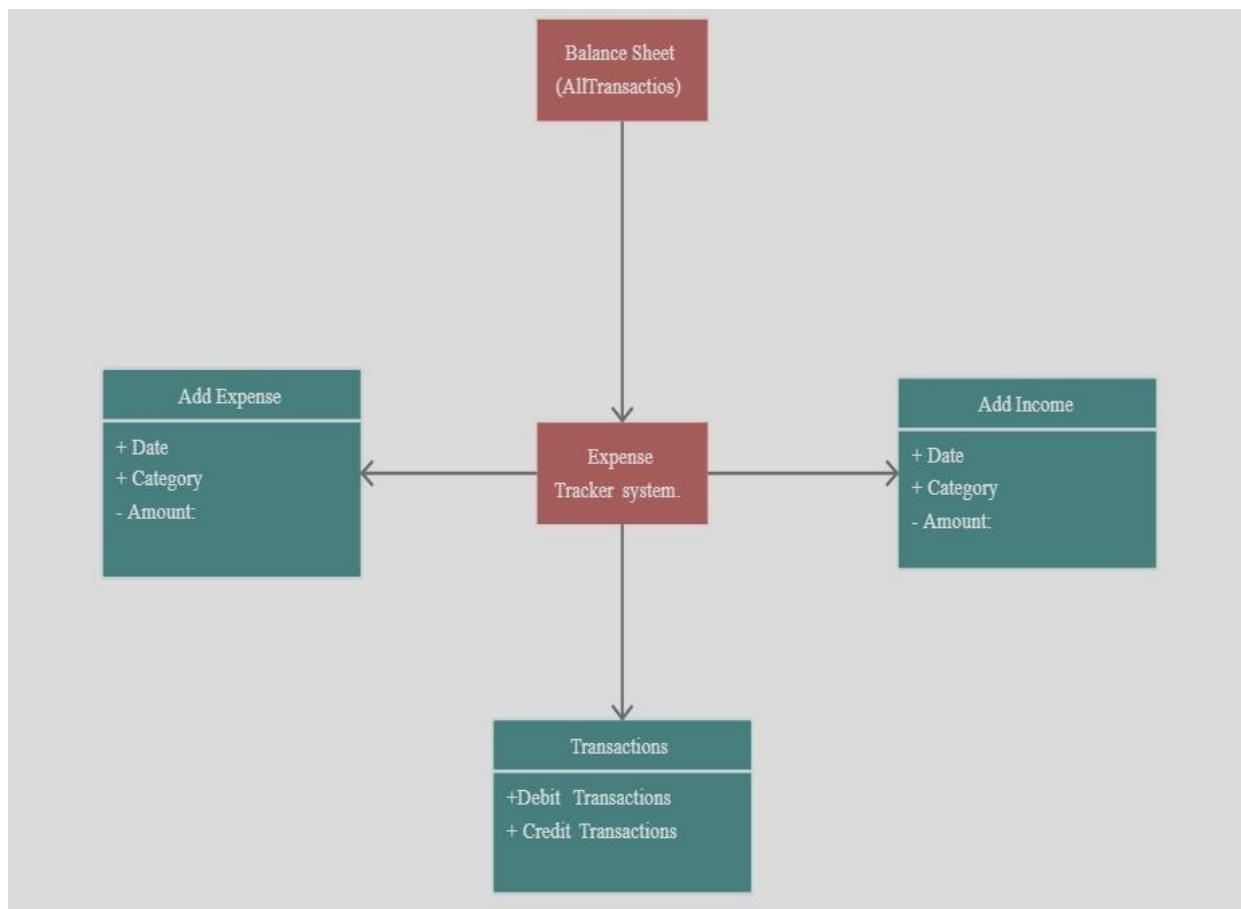 Balance Sheet
(AllTransactios)
Add Expense
+ Date
+ Category
- Amount:
Expense
Tracker system.
Add Income
+ Date
+ Category
- Amount:
Transactions
+Debit Transactions
+ Credit Transactions